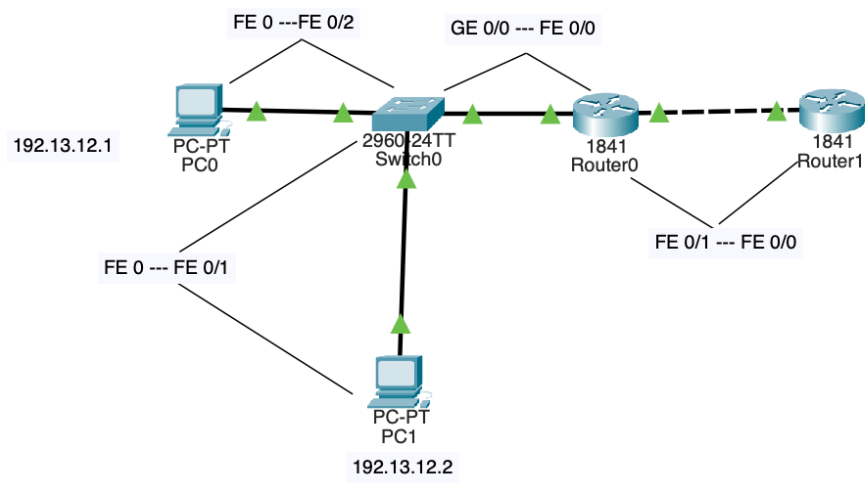 FE 0 ---FE 0/2
GE 0/0 --- FE 0/0
192.13.12.1
PC-PT
PC0
2960-24TT
Switch0
1841
Router0
1841
Router1
FE 0/1 --- FE 0/0
FE 0 --- FE 0/1
PC-PT
PC1
192.13.12.2